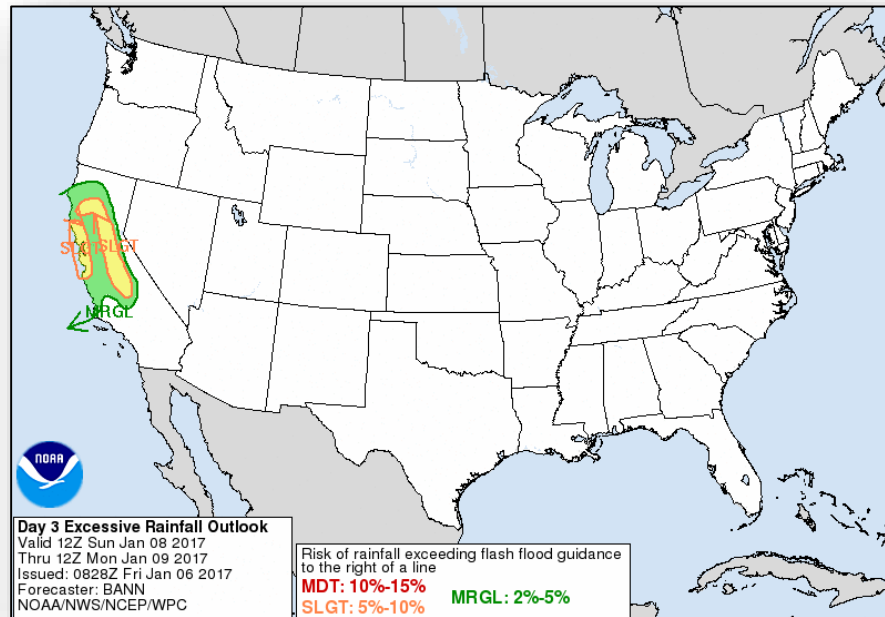 SLGT
SLGT
MRGL
NOAA
Day 3 Excessive Rainfall Outlook
Valid 12Z Sun Jan 08 2017
Thru 12Z Mon Jan 09 2017
Issued: 0828Z Fri Jan 06 2017
Forecaster: BANN
NOAA/NWS/NCEP/WPC
Risk of rainfall exceeding flash flood guidance
to the right of a line
MDT: 10%-15%
SLGT: 5%-10%
MRGL: 2%-5%